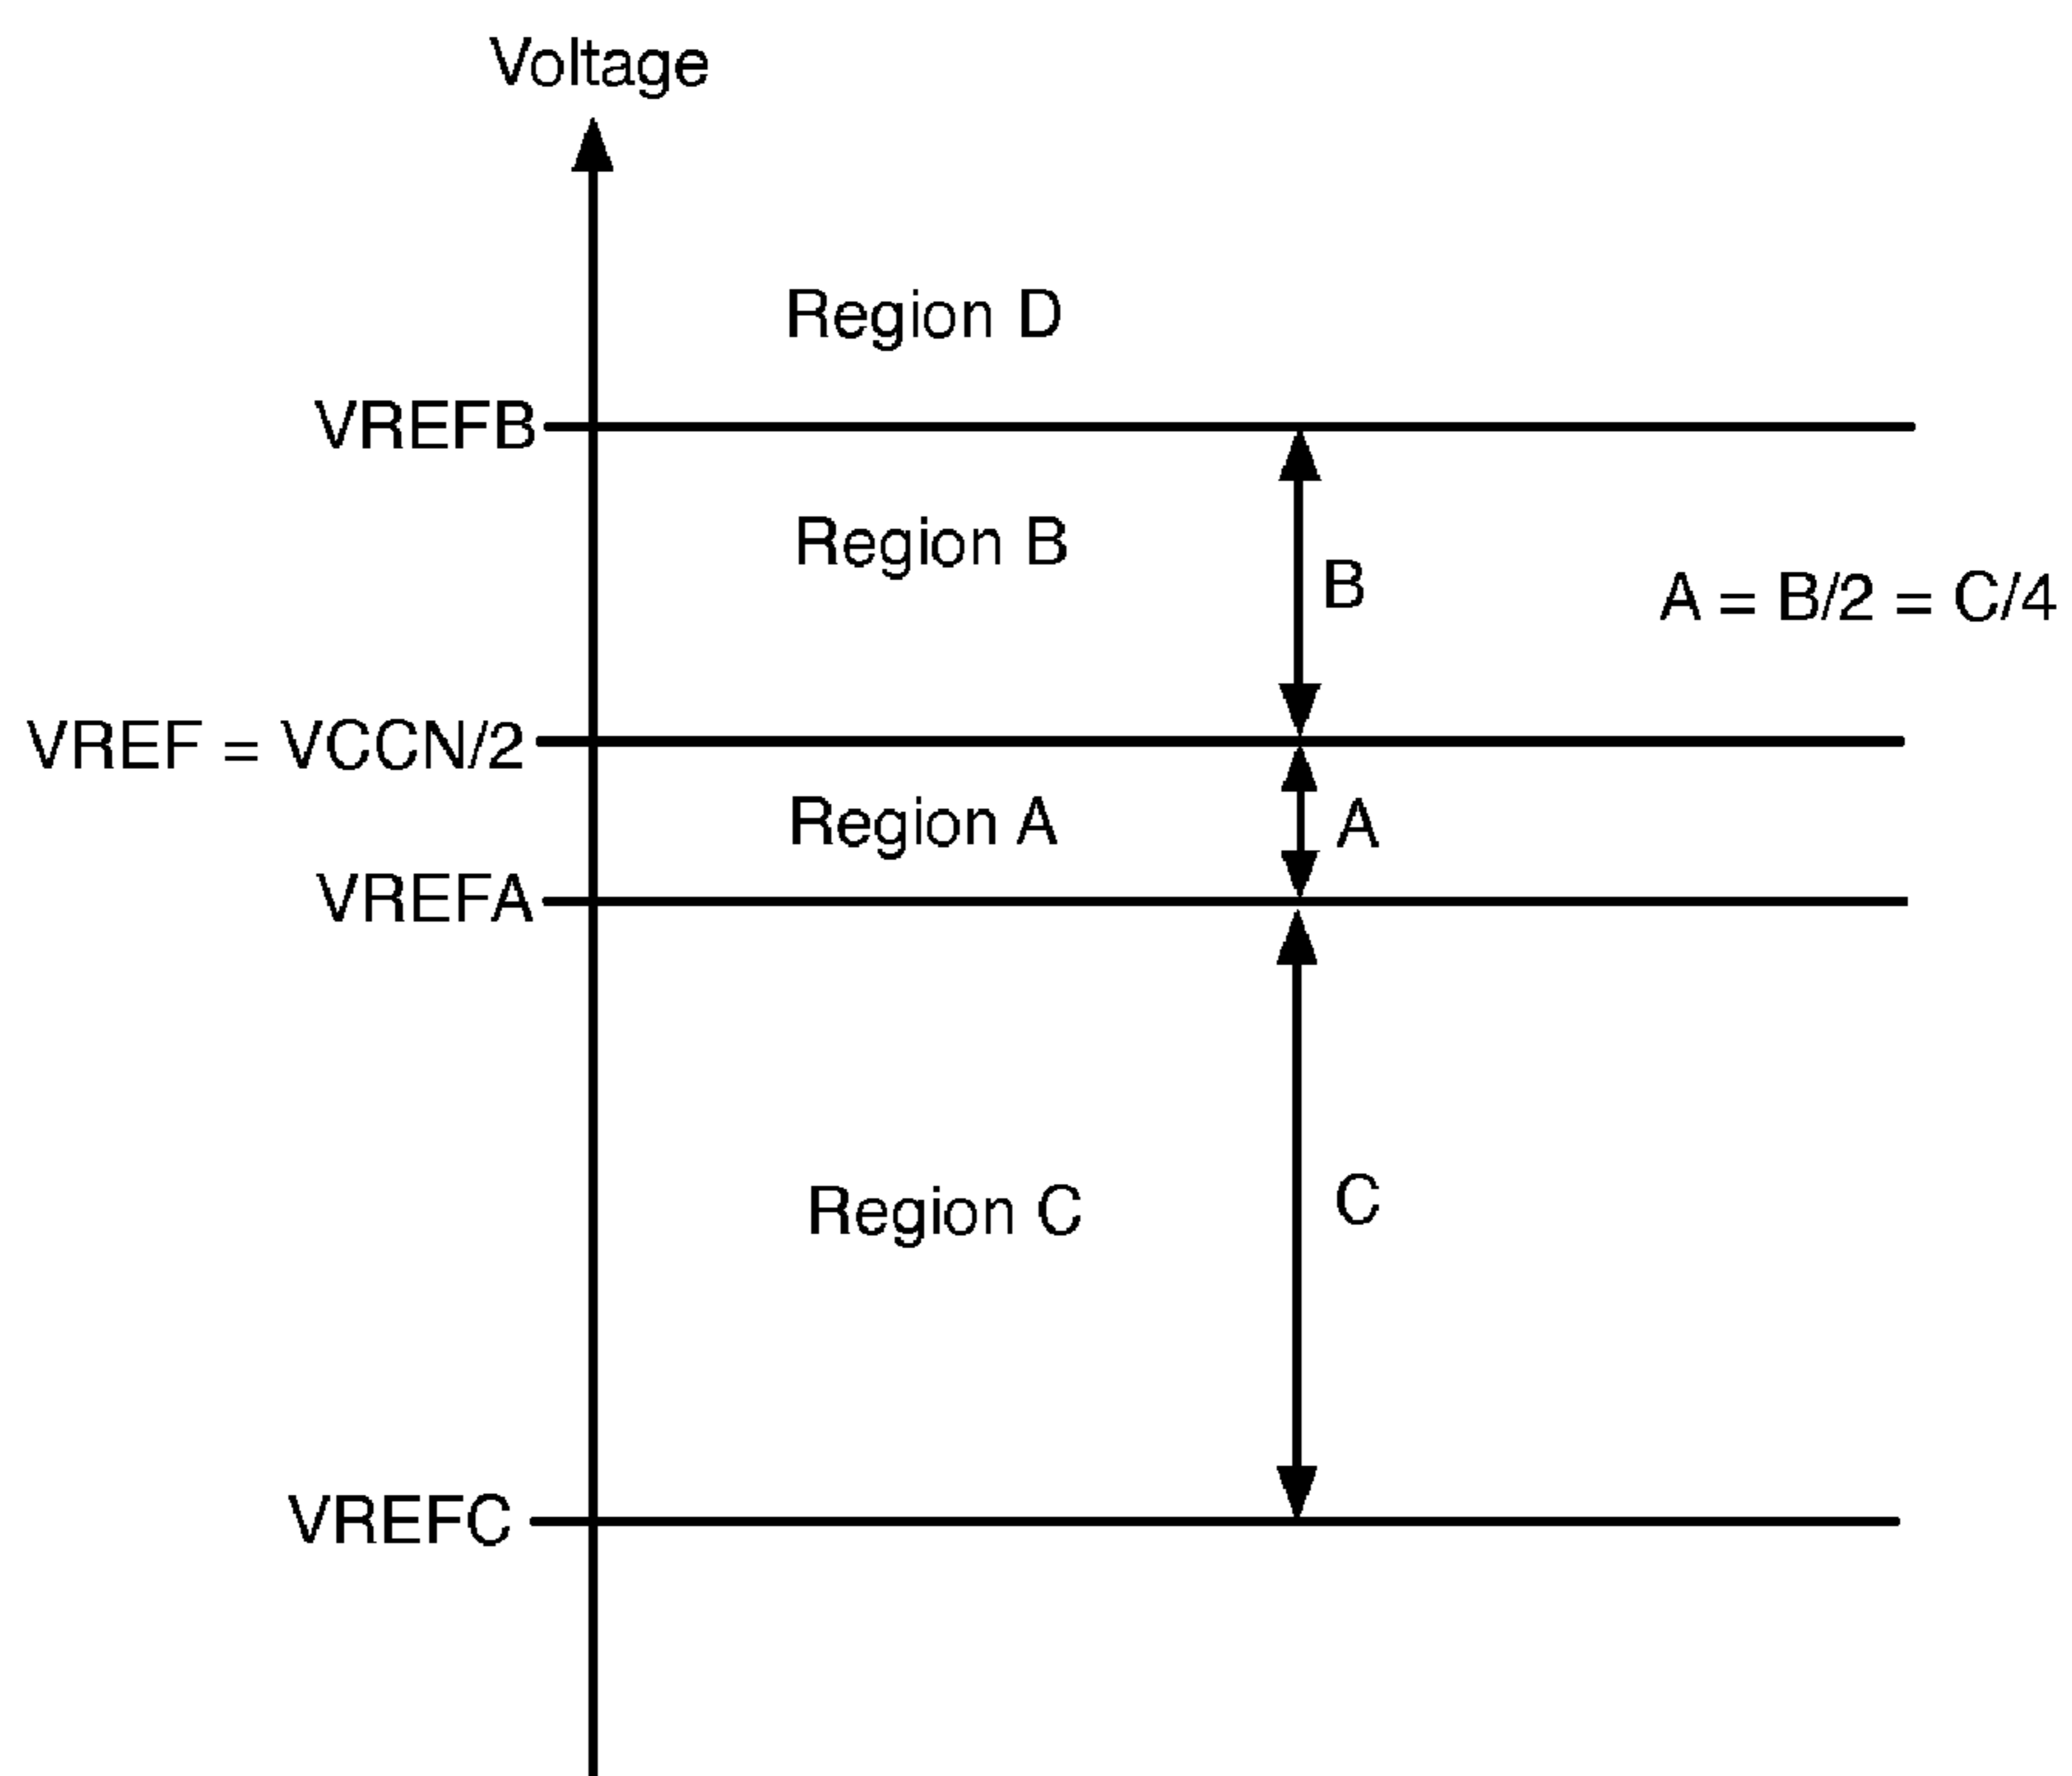 Voltage
Region D
VREFB
Region B
B
A = B/2 = C/4
VREF = VCCN/2
Region A
A
VREFA
Region C
C
VREFC